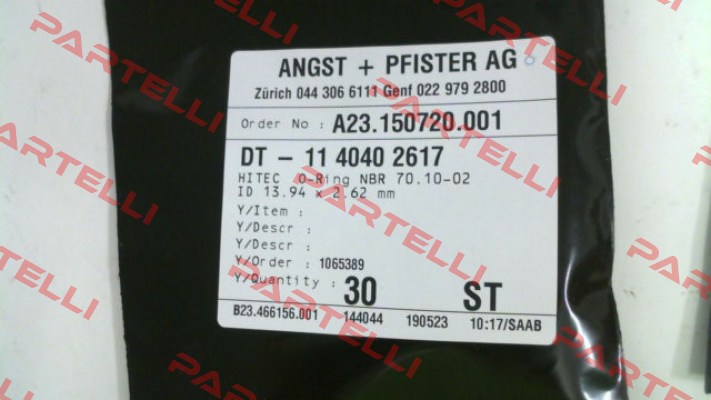 ANGST + PFISTER AG
Zürich 044 306 6111 Genf 022 979 2800
Order No : A23.150720.001
DT - 11 4040 2617
HITEC O-Ring NBR 70.10-02
ID 13.94 x 2.62 mm
Y/Item :
Y/Descr :
Y/Descr :
Y/Order : 1065389
Y/Quantity : 30 ST
B23.466156.001 144044 190523 10:17/SAAB
PARTELLI
PARTELLI
PARTELLI
PARTELLI
PARTELLI
PARTELLI